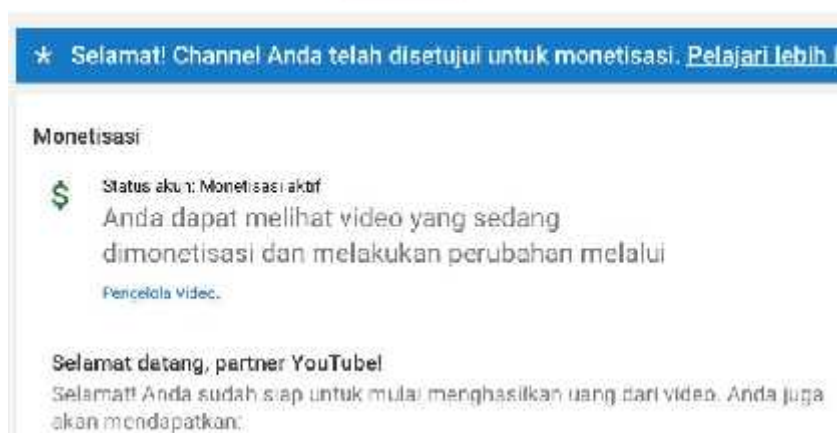 * Selamat! Channel Anda telah disetujui untuk monetisasi. Pelajari lebih
Monetisasi
$ Status akun: Monetisasi aktif
Anda dapat melihat video yang sedang
dimonetisasi dan melakukan perubahan melalui
Pengelola Video.
Selamat datang, partner YouTube!
Selamat! Anda sudah siap untuk mulai menghasilkan uang dari video. Anda juga
akan mendapatkan: